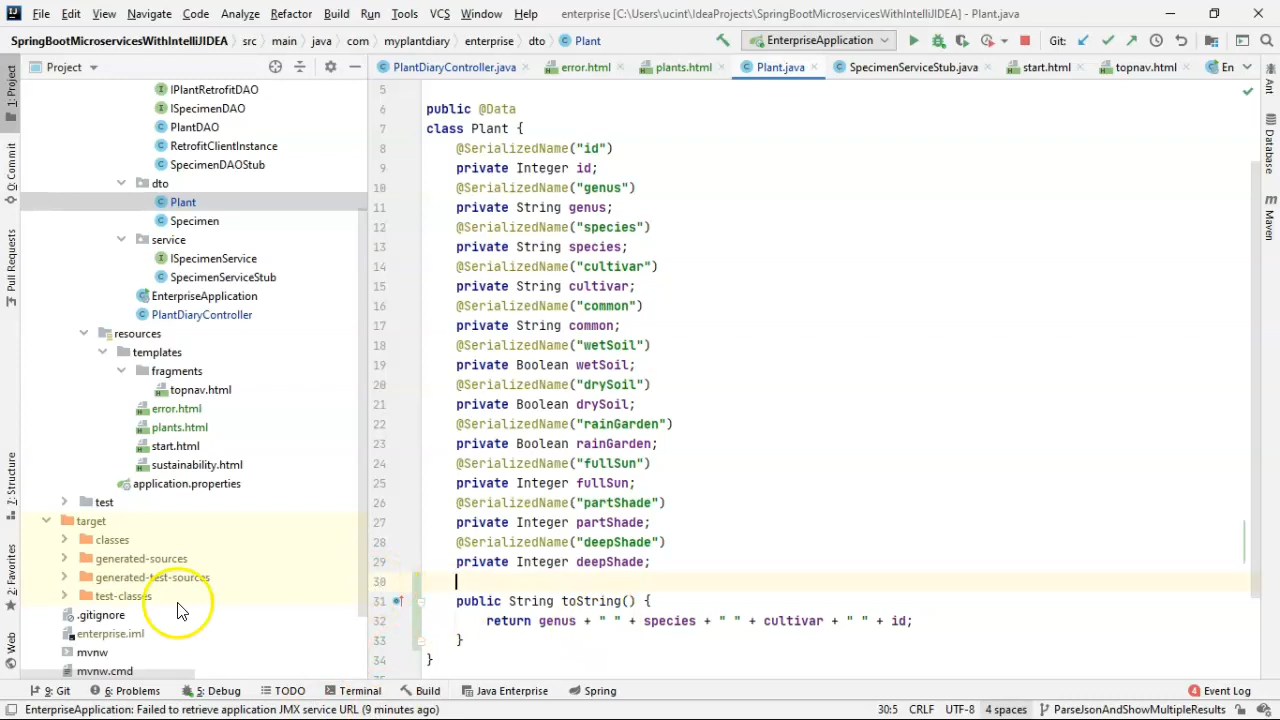 File Edit View Navigate Code Analyze Refactor Build Run Tools VCS Window Help enterprise [C:\Users\ucint\IdeaProjects\SpringBootMicroservicesWithIntelliJIDEA] - Plant.java
SpringBootMicroservicesWithIntelliJIDEA src main java com myplantdiary enterprise dto Plant EnterpriseApplication Git:
Project PlantDiaryController.java error.html plants.html Plant.java SpecimenServiceStub.java start.html topnav.html En
IPlantRetrofitDAO
ISpecimenDAO
PlantDAO
RetrofitClientInstance
SpecimenDAOStub
dto
Plant
Specimen
service
ISpecimenService
SpecimenServiceStub
EnterpriseApplication
PlantDiaryController
resources
templates
fragments
topnav.html
error.html
plants.html
start.html
sustainability.html
application.properties
test
target
classes
generated-sources
generated-test-sources
test-classes
.gitignore
enterprise.iml
mvnw
mvnw.cmd
1: Project
0: Commit
Pull Requests
7: Structure
2: Favorites
Web
5
6 public @Data
7 class Plant {
8 @SerializedName("id")
9 private Integer id;
10 @SerializedName("genus")
11 private String genus;
12 @SerializedName("species")
13 private String species;
14 @SerializedName("cultivar")
15 private String cultivar;
16 @SerializedName("common")
17 private String common;
18 @SerializedName("wetSoil")
19 private Boolean wetSoil;
20 @SerializedName("drySoil")
21 private Boolean drySoil;
22 @SerializedName("rainGarden")
23 private Boolean rainGarden;
24 @SerializedName("fullSun")
25 private Integer fullSun;
26 @SerializedName("partShade")
27 private Integer partShade;
28 @SerializedName("deepShade")
29 private Integer deepShade;
30
31 public String toString() {
32 return genus + " " + species + " " + cultivar + " " + id;
33 }
34 }
Ant
Database
Maven
9: Git 6: Problems 5: Debug TODO Terminal Build Java Enterprise Spring 4 Event Log
EnterpriseApplication: Failed to retrieve application JMX service URL (9 minutes ago) 30:5 CRLF UTF-8 4 spaces ParseJsonAndShowMultipleResults